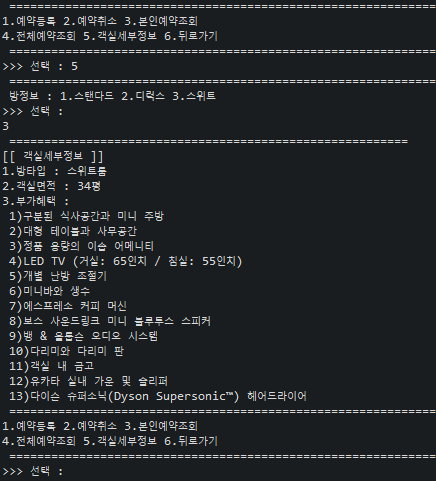 ====================================================
1.예약등록 2.예약취소 3.본인예약조회
4.전체예약조회 5.객실세부정보 6.뒤로가기
====================================================
>>> 선택 : 5
====================================================
방정보 : 1.스탠다드 2.디럭스 3.스위트
>>> 선택 :
3
====================================================
[[ 객실세부정보 ]]
1.방타입 : 스위트룸
2.객실면적 : 34평
3.부가혜택 :
1)구분된 식사공간과 미니 주방
2)대형 테이블과 사무공간
3)정품 용량의 이솝 어메니티
4)LED TV (거실: 65인치 / 침실: 55인치)
5)개별 난방 조절기
6)미니바와 생수
7)에스프레소 커피 머신
8)보스 사운드링크 미니 블루투스 스피커
9)뱅 & 올룹슨 오디오 시스템
10)다리미와 다리미 판
11)객실 내 금고
12)유카타 실내 가운 및 슬리퍼
13)다이슨 슈퍼소닉(Dyson Supersonic™) 헤어드라이어
====================================================
1.예약등록 2.예약취소 3.본인예약조회
4.전체예약조회 5.객실세부정보 6.뒤로가기
====================================================
>>> 선택 :